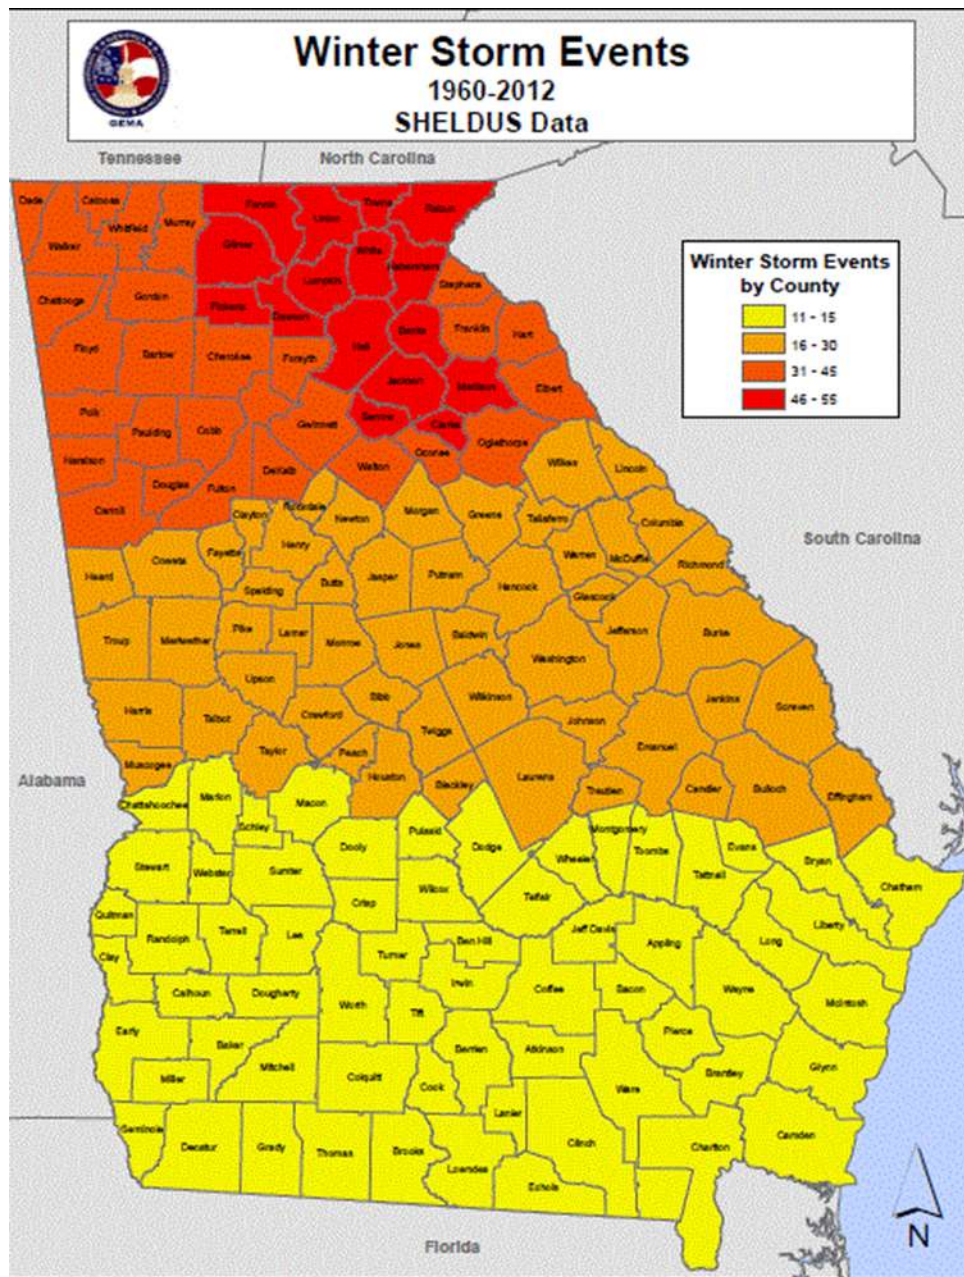 Winter Storm Events
1960-2012
SHELDUS Data
GEMA
Tennessee
North Carolina
Dade
Catoosa
Whitfield
Murray
Fannin
Union
Towns
Rabun
Walker
Gilmer
White
Habersham
Lumpkin
Stephens
Chattooga
Gordon
Pickens
Dawson
Banks
Franklin
Hart
Floyd
Bartow
Cherokee
Forsyth
Hall
Jackson
Madison
Elbert
Polk
Paulding
Cobb
Gwinnett
Barrow
Clarke
Oglethorpe
Haralson
Douglas
Fulton
DeKalb
Walton
Oconee
Wilkes
Lincoln
Carroll
Clayton
Rockdale
Newton
Morgan
Greene
Taliaferro
Columbia
Heard
Coweta
Fayette
Henry
Warren
McDuffie
Richmond
Spalding
Butts
Jasper
Putnam
Hancock
Glascock
Troup
Meriwether
Pike
Lamar
Monroe
Jones
Baldwin
Washington
Jefferson
Burke
Upson
Bibb
Wilkinson
Jenkins
Screven
Harris
Talbot
Crawford
Twiggs
Johnson
Taylor
Peach
Emanuel
Muscogee
Houston
Bleckley
Laurens
Treutlen
Candler
Bulloch
Effingham
Chattahoochee
Marion
Macon
Schley
Dooly
Pulaski
Dodge
Wheeler
Montgomery
Toombs
Evans
Bryan
Chatham
Stewart
Webster
Sumter
Crisp
Wilcox
Telfair
Tattnall
Quitman
Randolph
Terrell
Lee
Ben Hill
Jeff Davis
Appling
Long
Liberty
Clay
Turner
Irwin
Calhoun
Dougherty
Worth
Tift
Coffee
Bacon
Wayne
McIntosh
Early
Baker
Mitchell
Berrien
Atkinson
Pierce
Miller
Colquitt
Cook
Ware
Brantley
Glynn
Lanier
Seminole
Decatur
Grady
Thomas
Brooks
Lowndes
Clinch
Echols
Charlton
Camden
Winter Storm Events
by County
11 - 15
16 - 30
31 - 45
46 - 55
South Carolina
Alabama
Florida
N